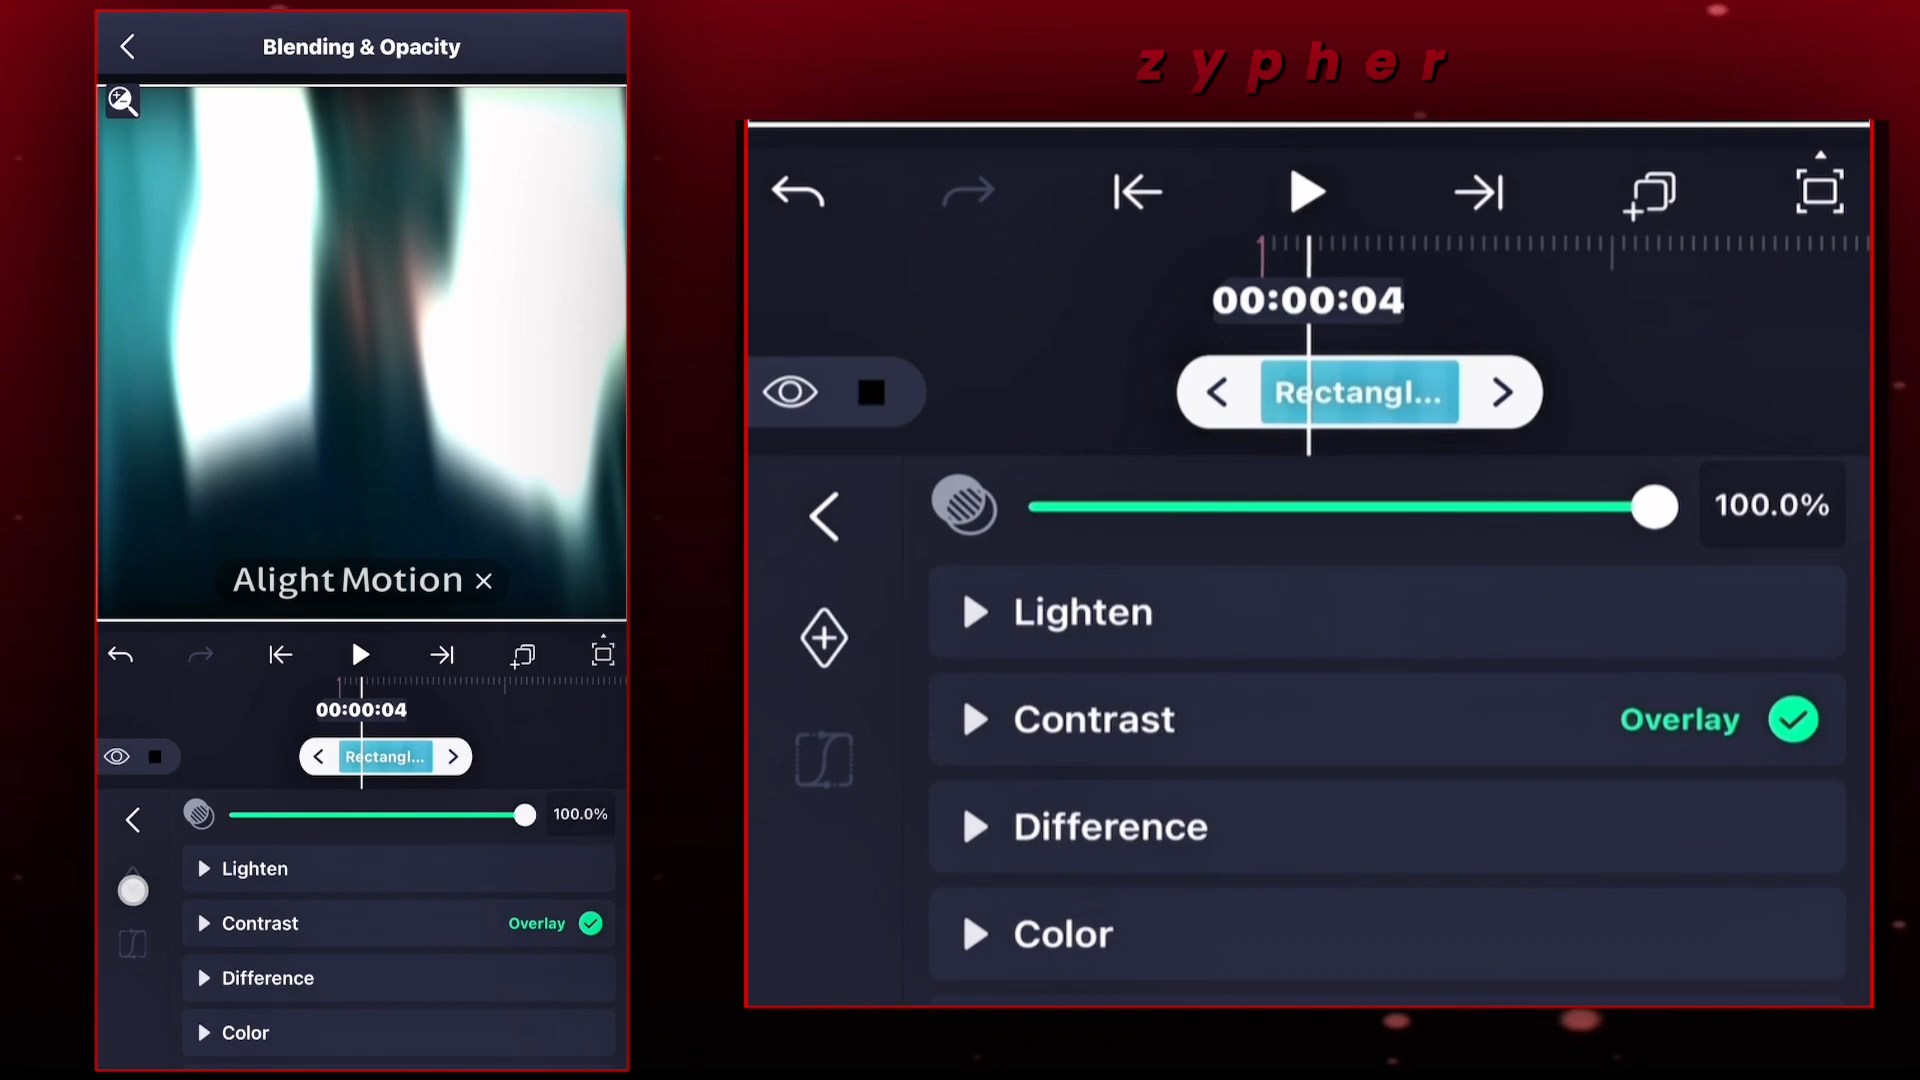 Blending & Opacity
Alight Motion ×
00:00:04
Rectangl...
100.0%
Lighten
Contrast Overlay
Difference
Color
zypher
00:00:04
Rectangl...
100.0%
Lighten
Contrast Overlay
Difference
Color